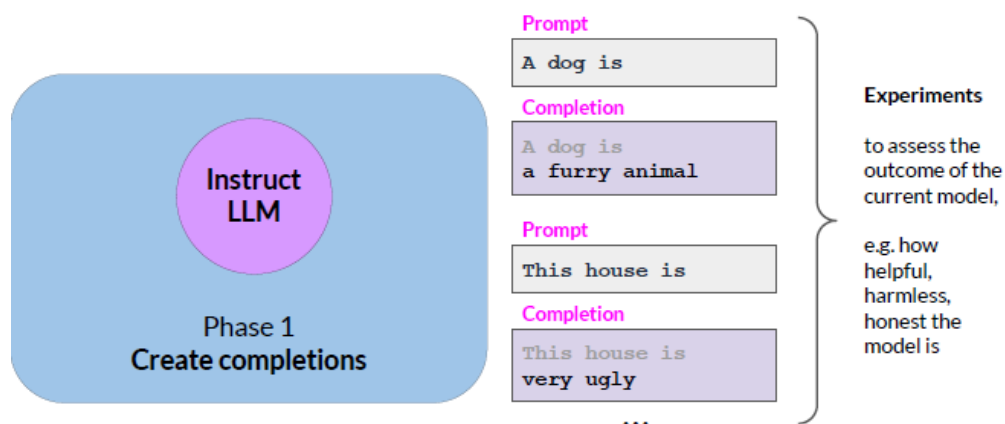 Instruct
LLM
Phase 1
Create completions
Prompt
A dog is
Completion
A dog is
a furry animal
Prompt
This house is
Completion
This house is
very ugly
...
Experiments
to assess the
outcome of the
current model,
e.g. how
helpful,
harmless,
honest the
model is